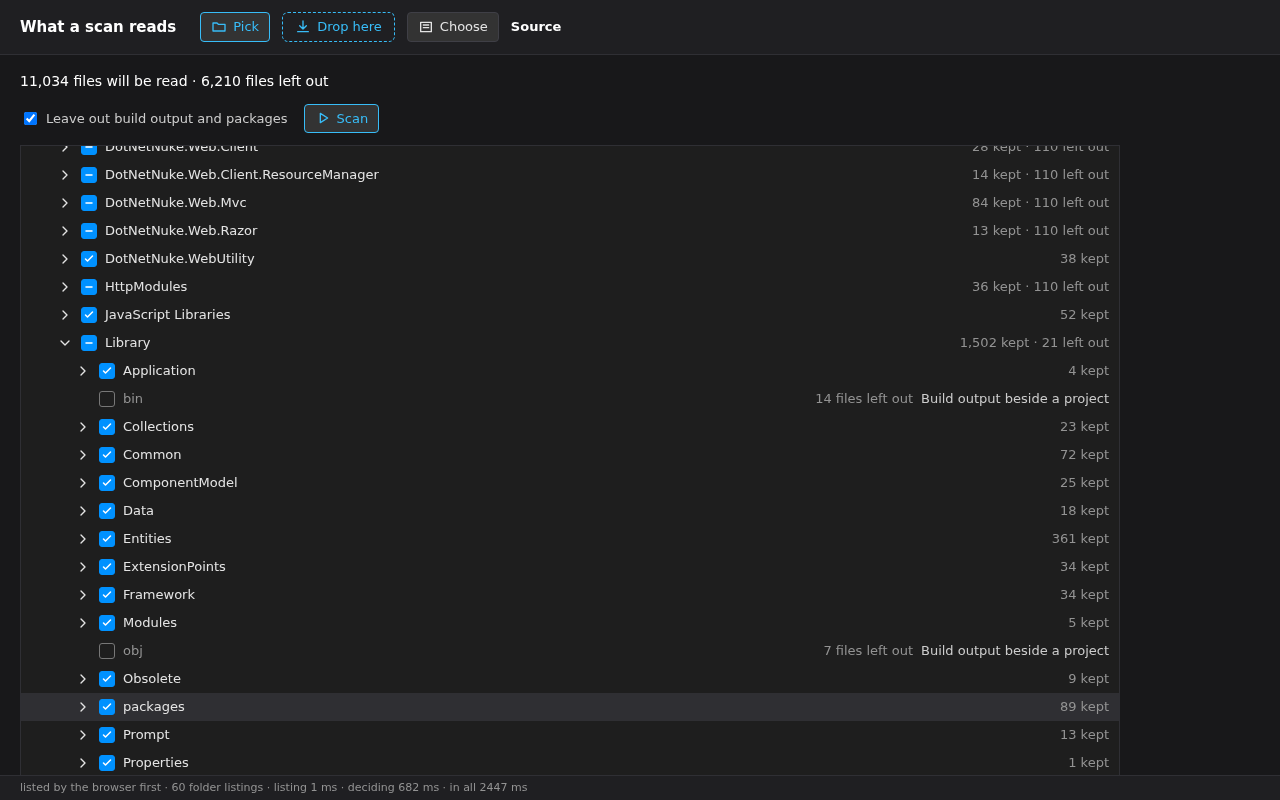 What a scan reads Pick Drop here Choose Source
11,034 files will be read · 6,210 files left out
Leave out build output and packages Scan
DotNetNuke.Web.Client 28 kept · 110 left out
DotNetNuke.Web.Client.ResourceManager 14 kept · 110 left out
DotNetNuke.Web.Mvc 84 kept · 110 left out
DotNetNuke.Web.Razor 13 kept · 110 left out
DotNetNuke.WebUtility 38 kept
HttpModules 36 kept · 110 left out
JavaScript Libraries 52 kept
Library 1,502 kept · 21 left out
Application 4 kept
bin 14 files left out Build output beside a project
Collections 23 kept
Common 72 kept
ComponentModel 25 kept
Data 18 kept
Entities 361 kept
ExtensionPoints 34 kept
Framework 34 kept
Modules 5 kept
obj 7 files left out Build output beside a project
Obsolete 9 kept
packages 89 kept
Prompt 13 kept
Properties 1 kept
listed by the browser first · 60 folder listings · listing 1 ms · deciding 682 ms · in all 2447 ms